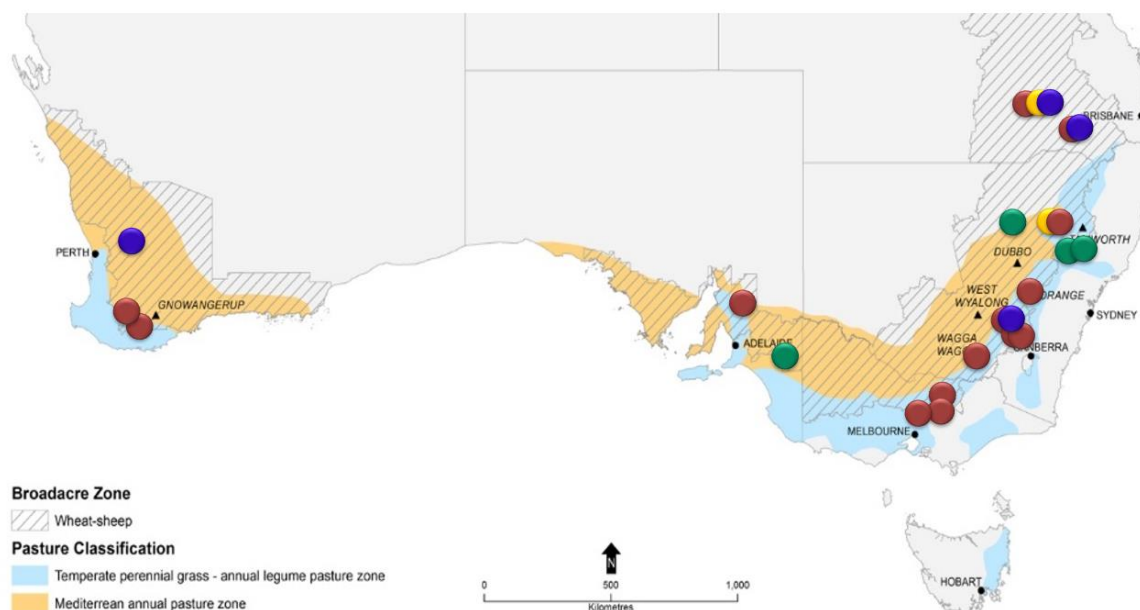 BRISBANE
TAMWORTH
DUBBO
PERTH
GNOWANGERUP
WEST
WYALONG
ORANGE
SYDNEY
ADELAIDE
WAGGA
WAGGA
CANBERRA
MELBOURNE
Broadacre Zone
Wheat-sheep
Pasture Classification
Temperate perennial grass - annual legume pasture zone
Mediterrean annual pasture zone
N
0 500 1,000
Kilometres
HOBART